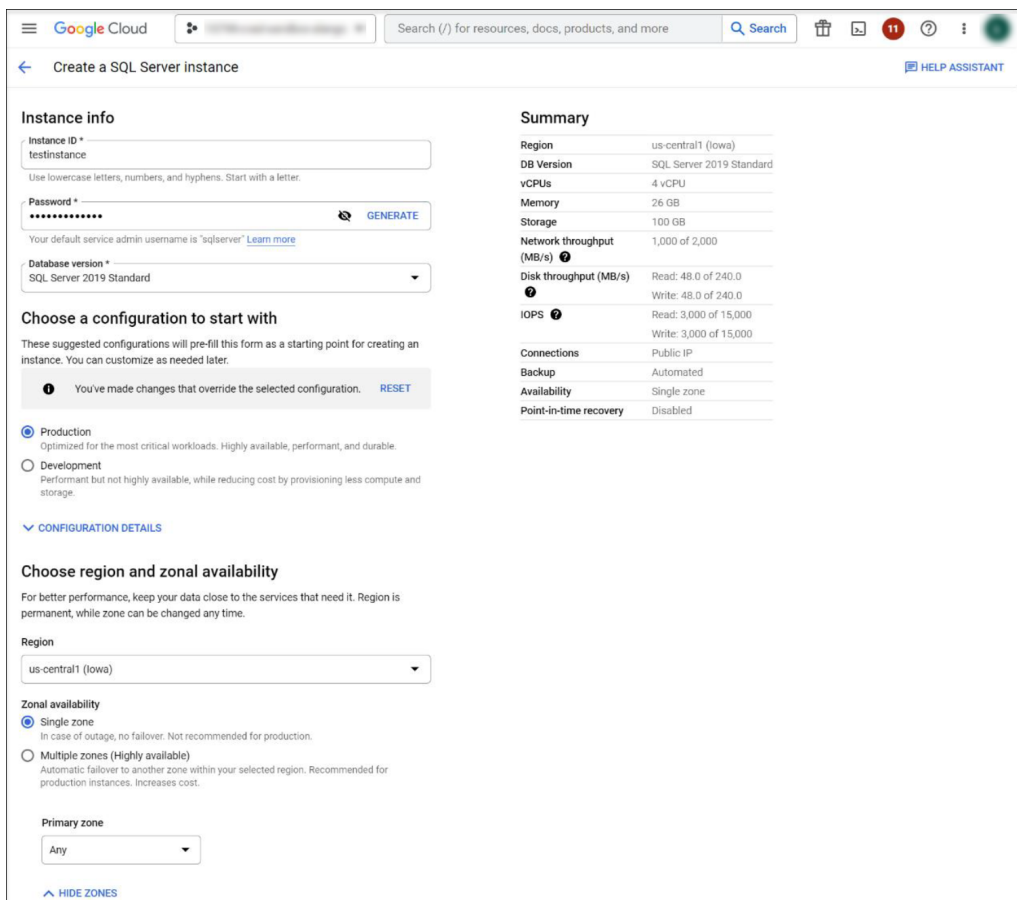 Google Cloud
Search (/) for resources, docs, products, and more
Search
11
Create a SQL Server instance
HELP ASSISTANT
Instance info
Instance ID *
testinstance
Use lowercase letters, numbers, and hyphens. Start with a letter.
Password *
•••••••••••••
GENERATE
Your default service admin username is "sqlserver" Learn more
Database version *
SQL Server 2019 Standard
Choose a configuration to start with
These suggested configurations will pre-fill this form as a starting point for creating an
instance. You can customize as needed later.
You've made changes that override the selected configuration. RESET
Production
Optimized for the most critical workloads. Highly available, performant, and durable.
Development
Performant but not highly available, while reducing cost by provisioning less compute and
storage.
CONFIGURATION DETAILS
Choose region and zonal availability
For better performance, keep your data close to the services that need it. Region is
permanent, while zone can be changed any time.
Region
us-central1 (Iowa)
Zonal availability
Single zone
In case of outage, no failover. Not recommended for production.
Multiple zones (Highly available)
Automatic failover to another zone within your selected region. Recommended for
production instances. Increases cost.
Primary zone
Any
HIDE ZONES
Summary
Region us-central1 (Iowa)
DB Version SQL Server 2019 Standard
vCPUs 4 vCPU
Memory 26 GB
Storage 100 GB
Network throughput 1,000 of 2,000
(MB/s)
Disk throughput (MB/s) Read: 48.0 of 240.0
Write: 48.0 of 240.0
IOPS Read: 3,000 of 15,000
Write: 3,000 of 15,000
Connections Public IP
Backup Automated
Availability Single zone
Point-in-time recovery Disabled